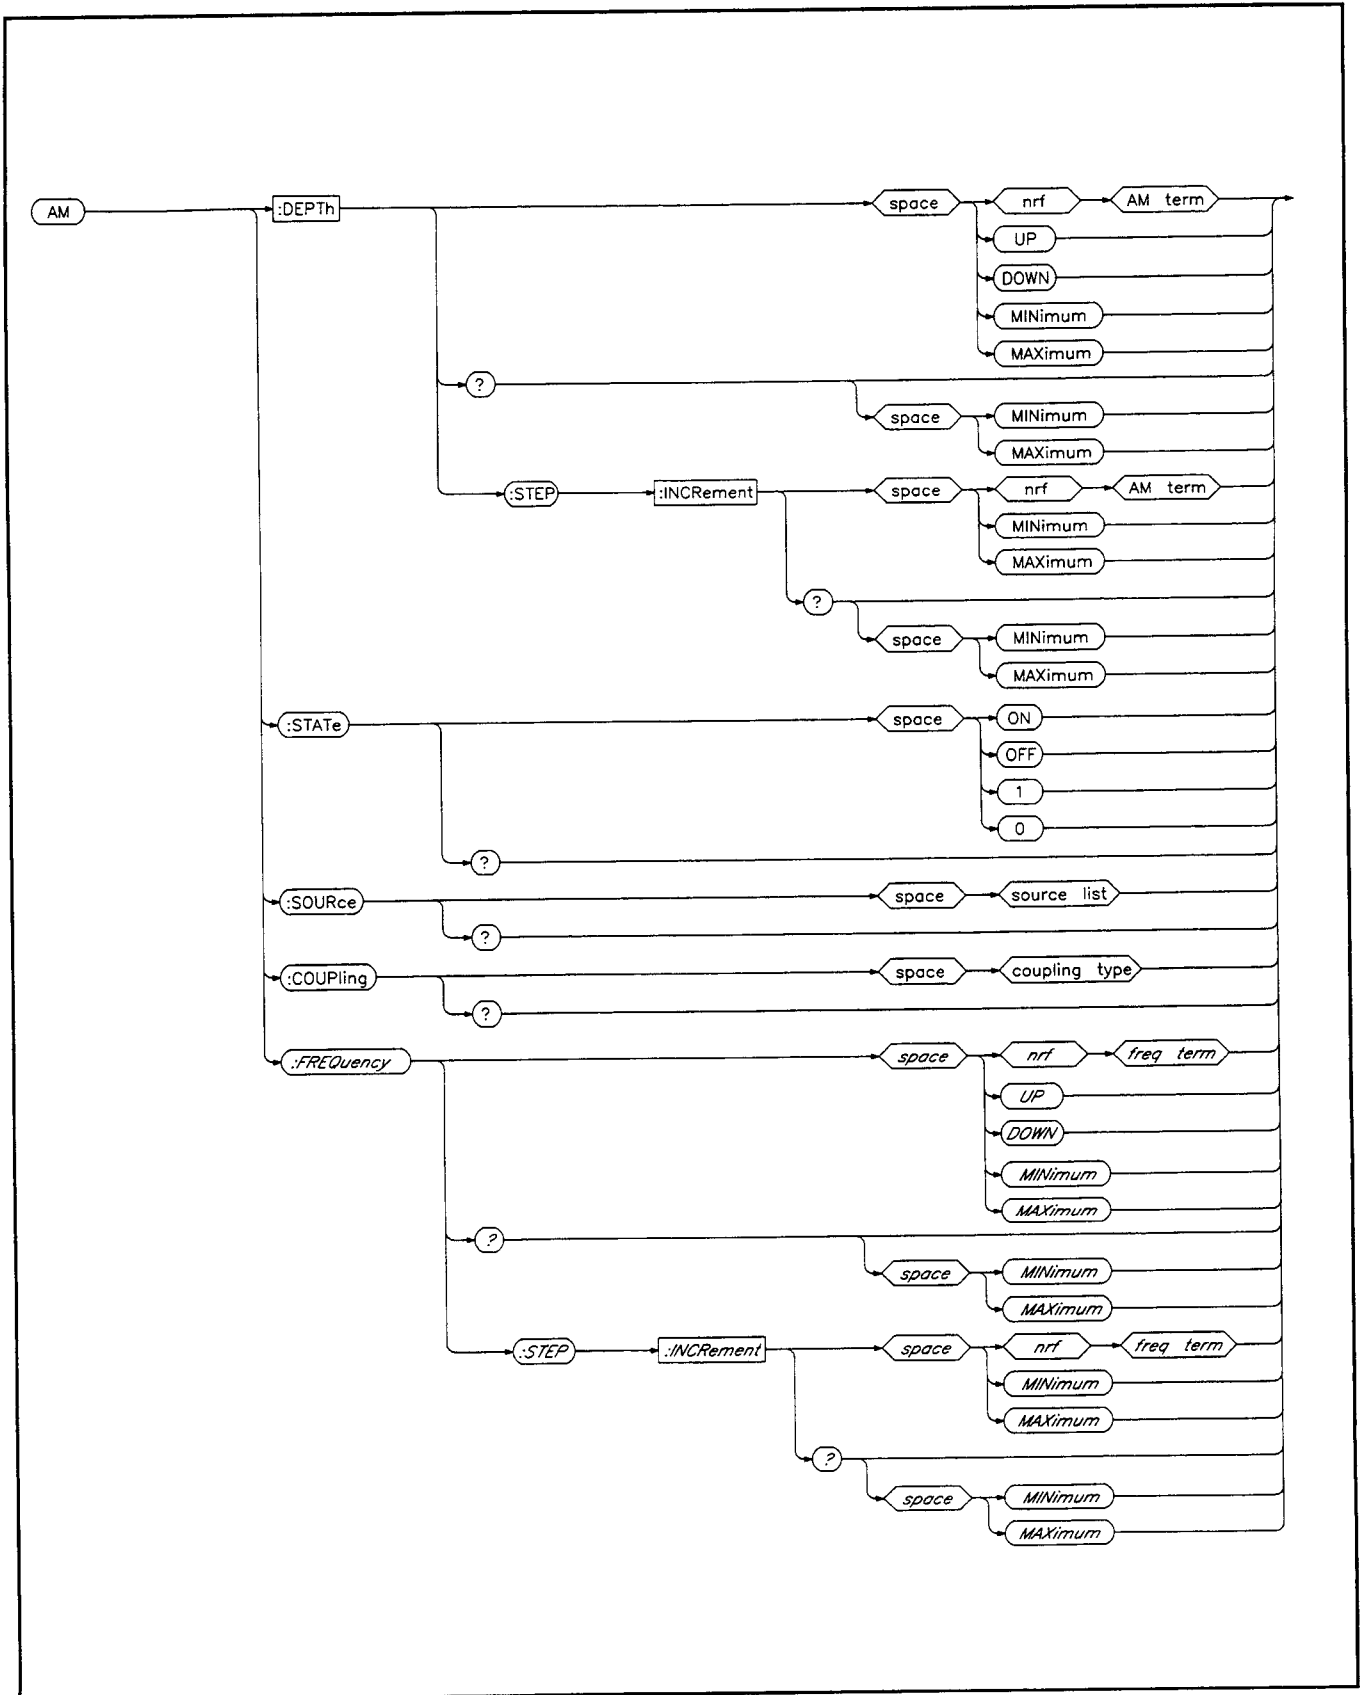 AM :DEPTh space nrf AM term
UP
DOWN
MINimum
MAXimum
?
space MINimum
MAXimum
:STEP :INCRement space nrf AM term
MINimum
MAXimum
?
space MINimum
MAXimum
:STATe space ON
OFF
1
0
?
:SOURce space source list
?
:COUPling space coupling type
?
:FREQuency space nrf freq term
UP
DOWN
MINimum
MAXimum
?
space MINimum
MAXimum
:STEP :INCRement space nrf freq term
MINimum
MAXimum
?
space MINimum
MAXimum